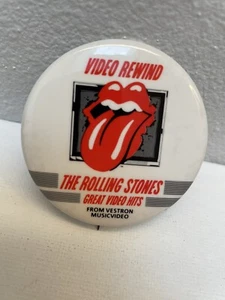 VIDEO REWIND
THE ROLLING STONES
GREAT VIDEO HITS
FROM VESTRON
MUSICVIDEO